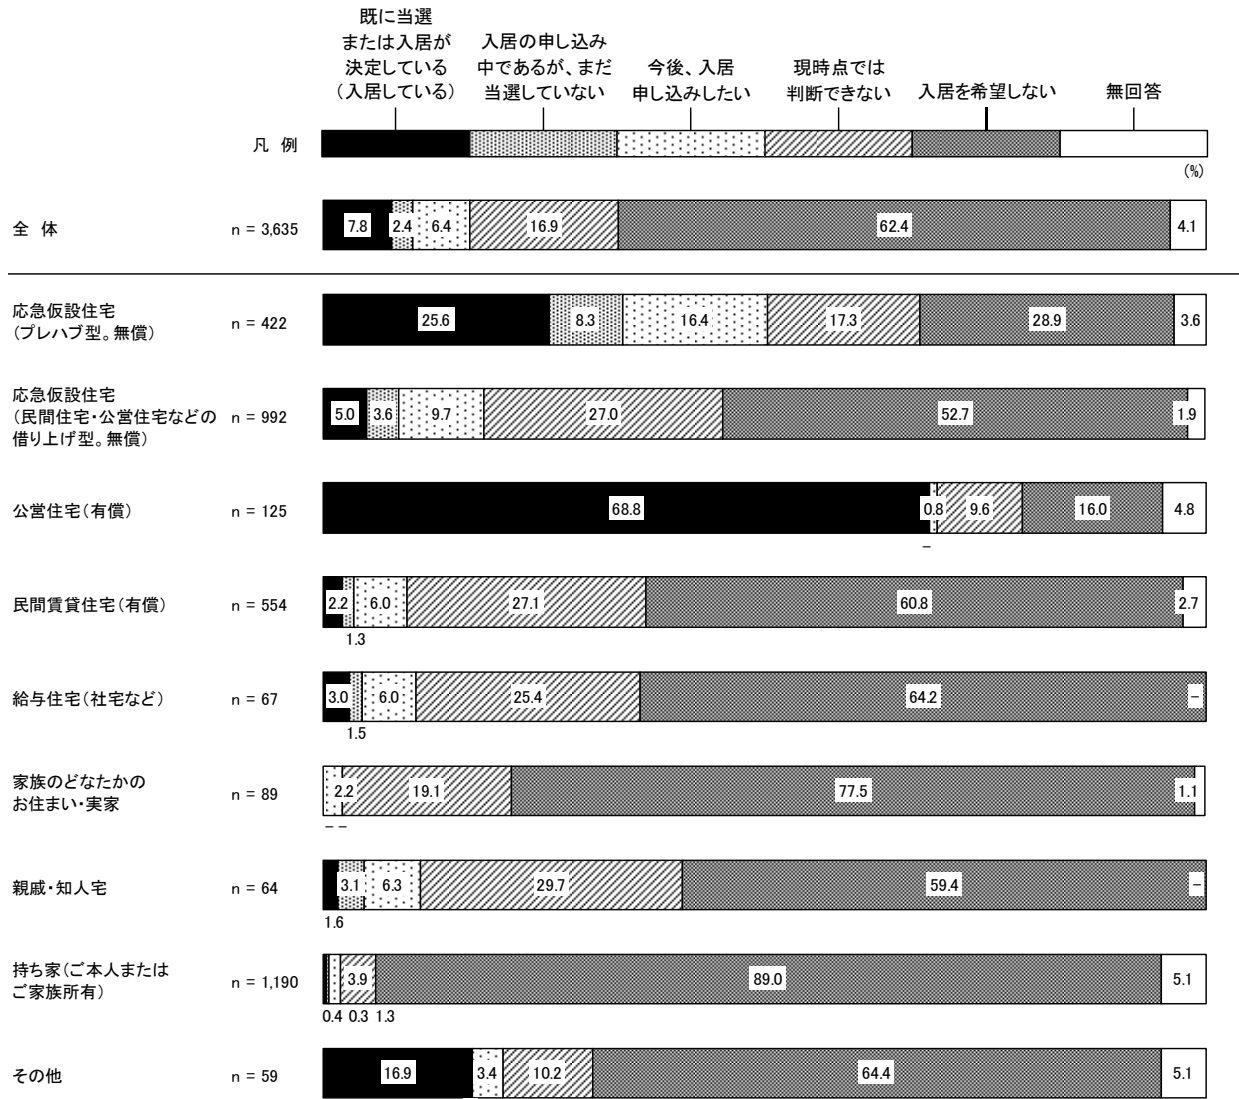 既に当選
または入居が
決定している
（入居している）
入居の申し込み
中であるが、まだ
当選していない
今後、入居
申し込みしたい
現時点では
判断できない
入居を希望しない
無回答
凡 例
(%)
全 体 n = 3,635 7.8 2.4 6.4 16.9 62.4 4.1
応急仮設住宅
（プレハブ型。無償）
n = 422 25.6 8.3 16.4 17.3 28.9 3.6
応急仮設住宅
（民間住宅・公営住宅などの
借り上げ型。無償）
n = 992 5.0 3.6 9.7 27.0 52.7 1.9
公営住宅（有償） n = 125 68.8 0.8 9.6 16.0 4.8
–
民間賃貸住宅（有償） n = 554 2.2 6.0 27.1 60.8 2.7
1.3
給与住宅（社宅など） n = 67 3.0 6.0 25.4 64.2 –
1.5
家族のどなたかの
お住まい・実家
n = 89 2.2 19.1 77.5 1.1
– –
親戚・知人宅 n = 64 3.1 6.3 29.7 59.4 –
1.6
持ち家（ご本人または
ご家族所有）
n = 1,190 3.9 89.0 5.1
0.4 0.3 1.3
その他 n = 59 16.9 3.4 10.2 64.4 5.1